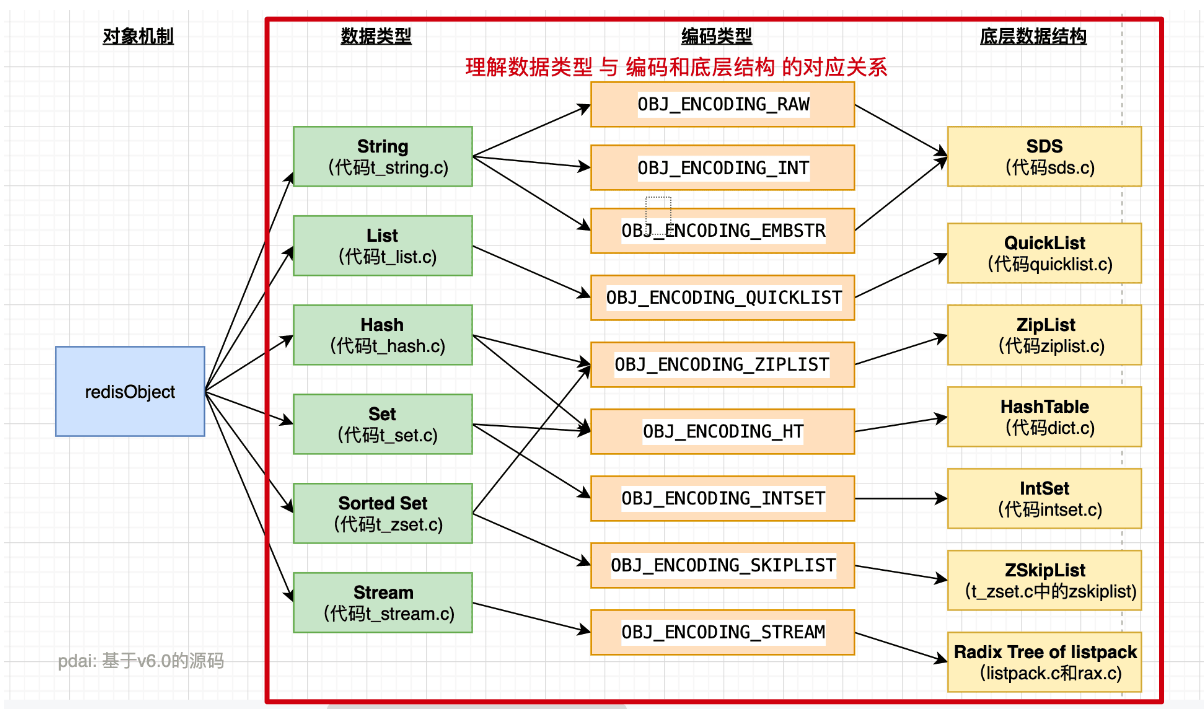 对象机制
数据类型
编码类型
底层数据结构
理解数据类型 与 编码和底层结构 的对应关系
redisObject
String
（代码t_string.c）
List
（代码t_list.c）
Hash
（代码t_hash.c）
Set
（代码t_set.c）
Sorted Set
（代码t_zset.c）
Stream
（代码t_stream.c）
OBJ_ENCODING_RAW
OBJ_ENCODING_INT
OBJ_ENCODING_EMBSTR
OBJ_ENCODING_QUICKLIST
OBJ_ENCODING_ZIPLIST
OBJ_ENCODING_HT
OBJ_ENCODING_INTSET
OBJ_ENCODING_SKIPLIST
OBJ_ENCODING_STREAM
SDS
（代码sds.c）
QuickList
（代码quicklist.c）
ZipList
（代码ziplist.c）
HashTable
（代码dict.c）
IntSet
（代码intset.c）
ZSkipList
（t_zset.c中的zskiplist)
Radix Tree of listpack
（listpack.c和rax.c）
pdai: 基于v6.0的源码